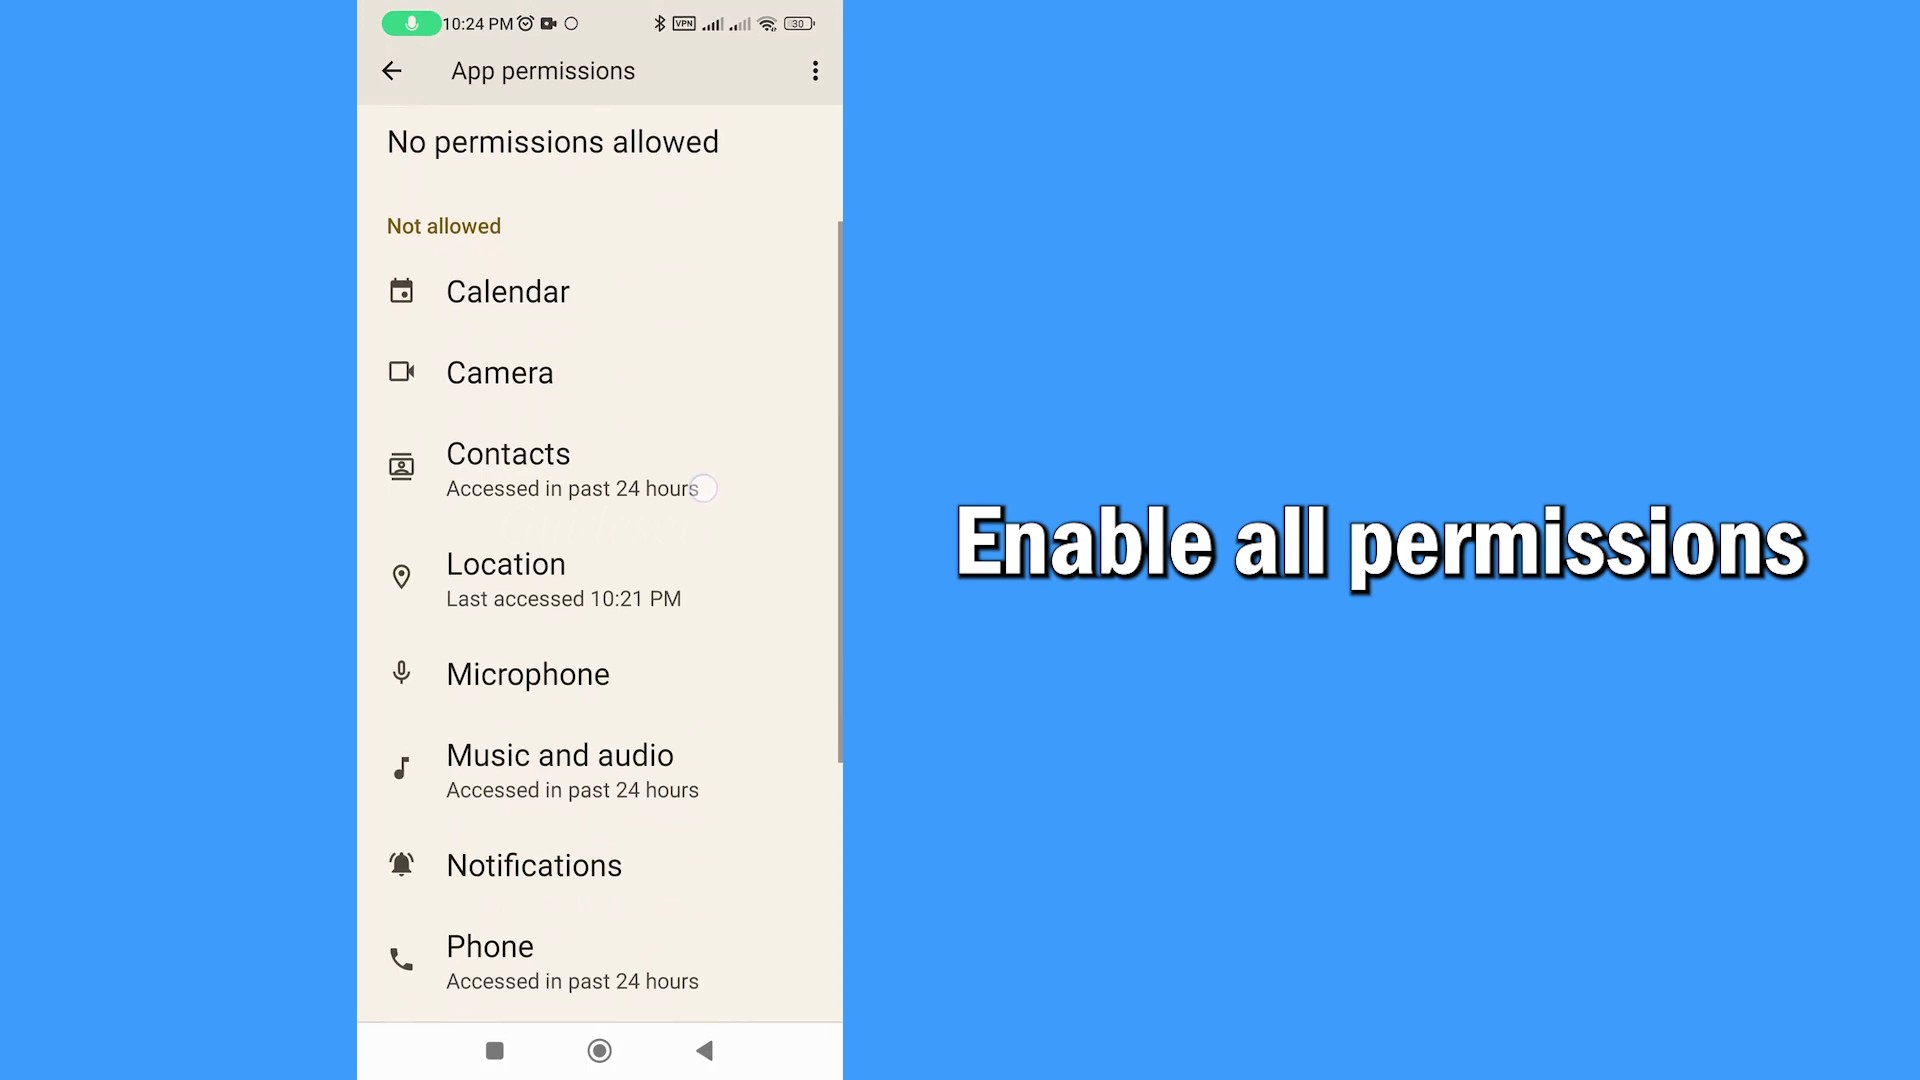 10:24 PM VPN 30
App permissions
No permissions allowed
Not allowed
Calendar
Camera
Contacts
Accessed in past 24 hours
Location
Last accessed 10:21 PM
Microphone
Music and audio
Accessed in past 24 hours
Notifications
Phone
Accessed in past 24 hours
Enable all permissions